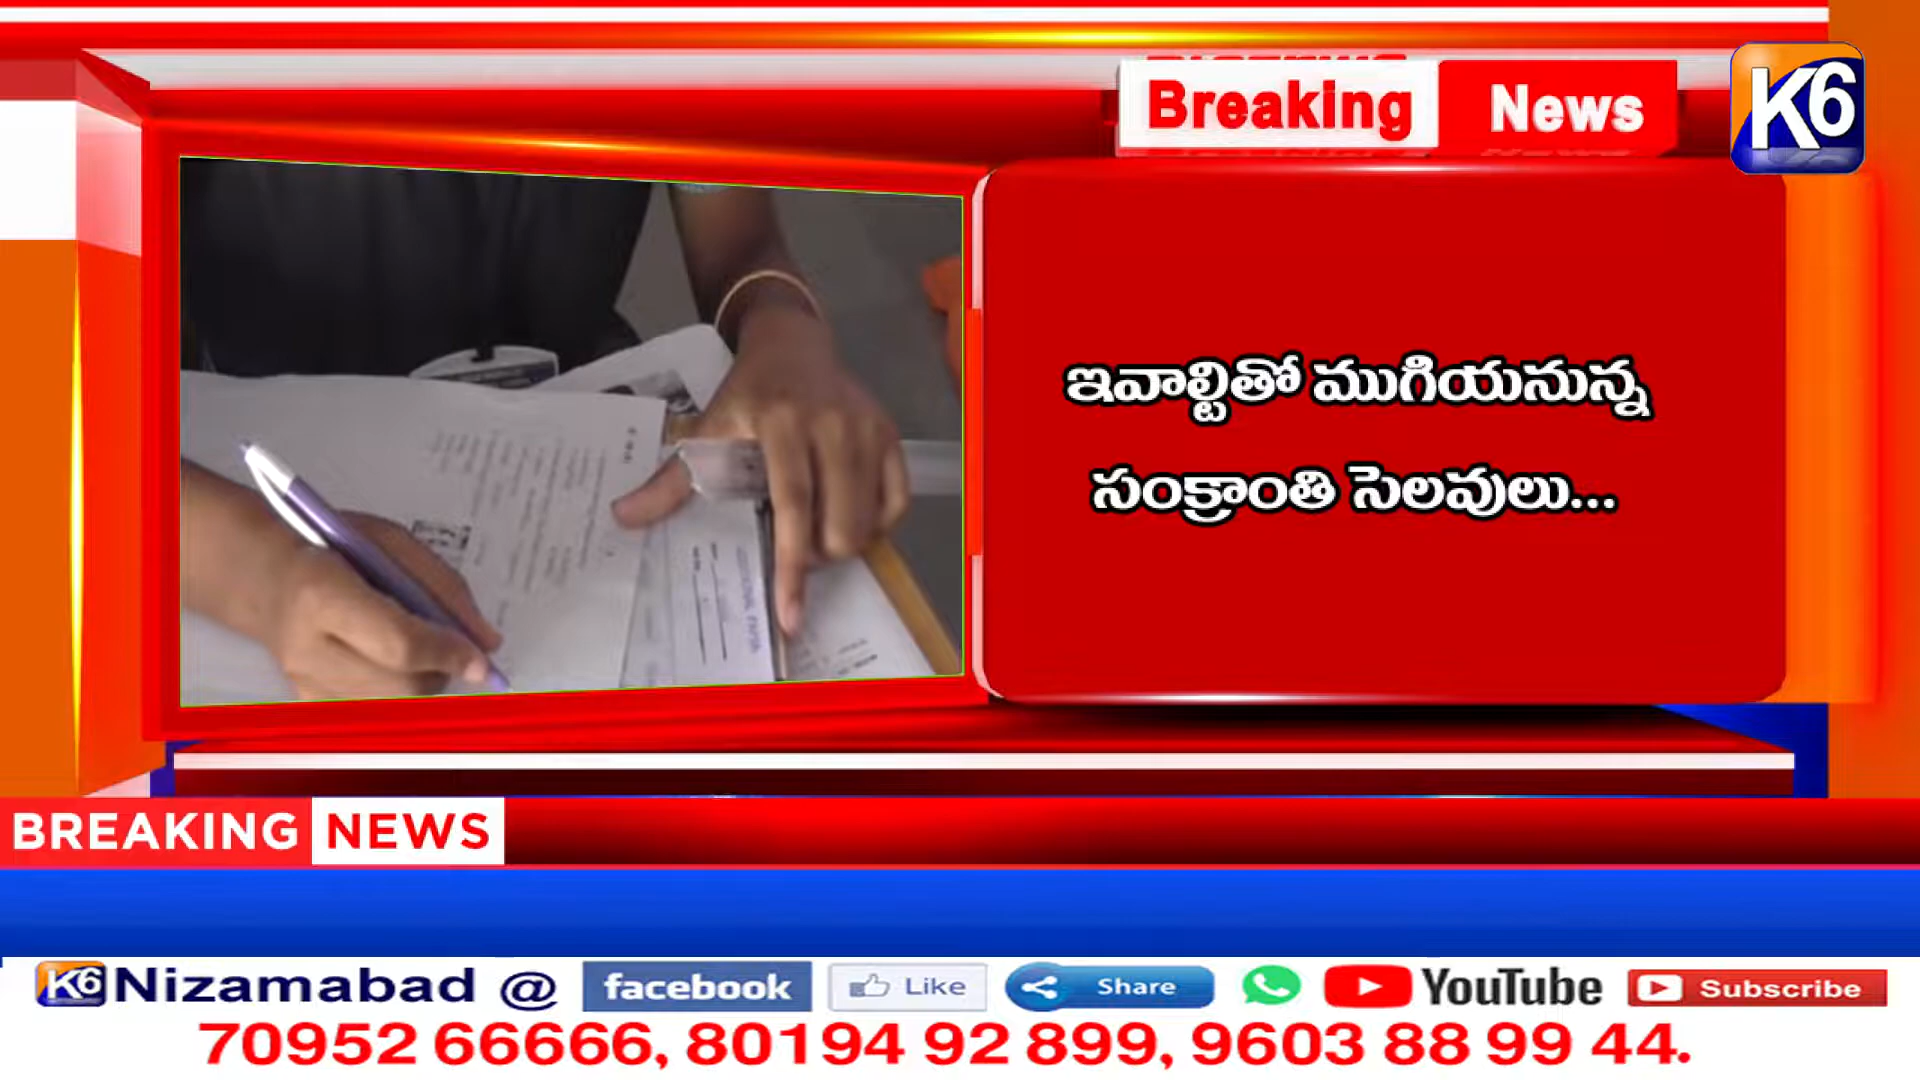 Breaking News
K6
ఇవాల్టితో ముగియనున్న
సంక్రాంతి సెలవులు...
BREAKING NEWS
K6 Nizamabad @ facebook Like Share YouTube Subscribe
70952 66666, 80194 92 899, 9603 88 99 44.